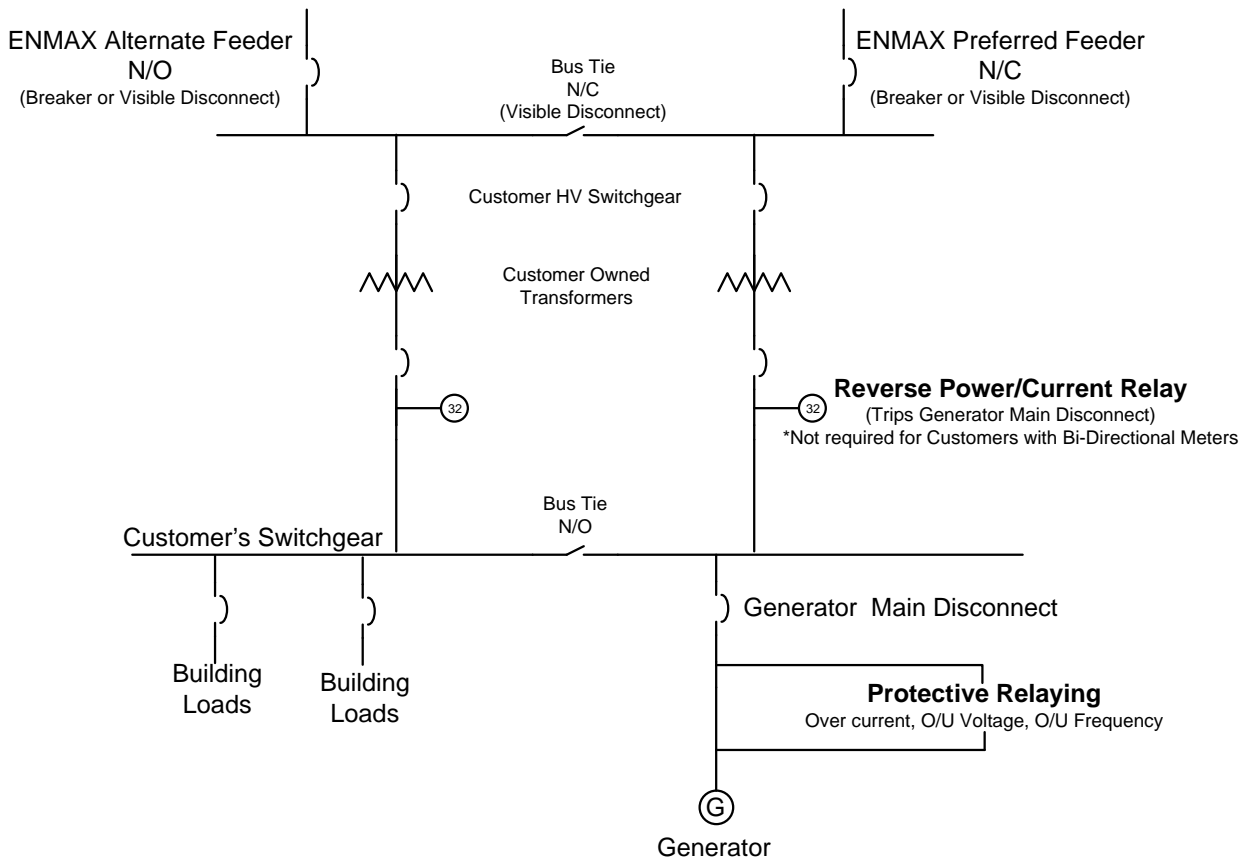 ENMAX Alternate Feeder
N/O
(Breaker or Visible Disconnect)
Bus Tie
N/C
(Visible Disconnect)
ENMAX Preferred Feeder
N/C
(Breaker or Visible Disconnect)
Customer HV Switchgear
Customer Owned
Transformers
32
32
Reverse Power/Current Relay
(Trips Generator Main Disconnect)
*Not required for Customers with Bi-Directional Meters
Bus Tie
N/O
Customer's Switchgear
Generator Main Disconnect
Building
Loads
Building
Loads
Protective Relaying
Over current, O/U Voltage, O/U Frequency
G
Generator